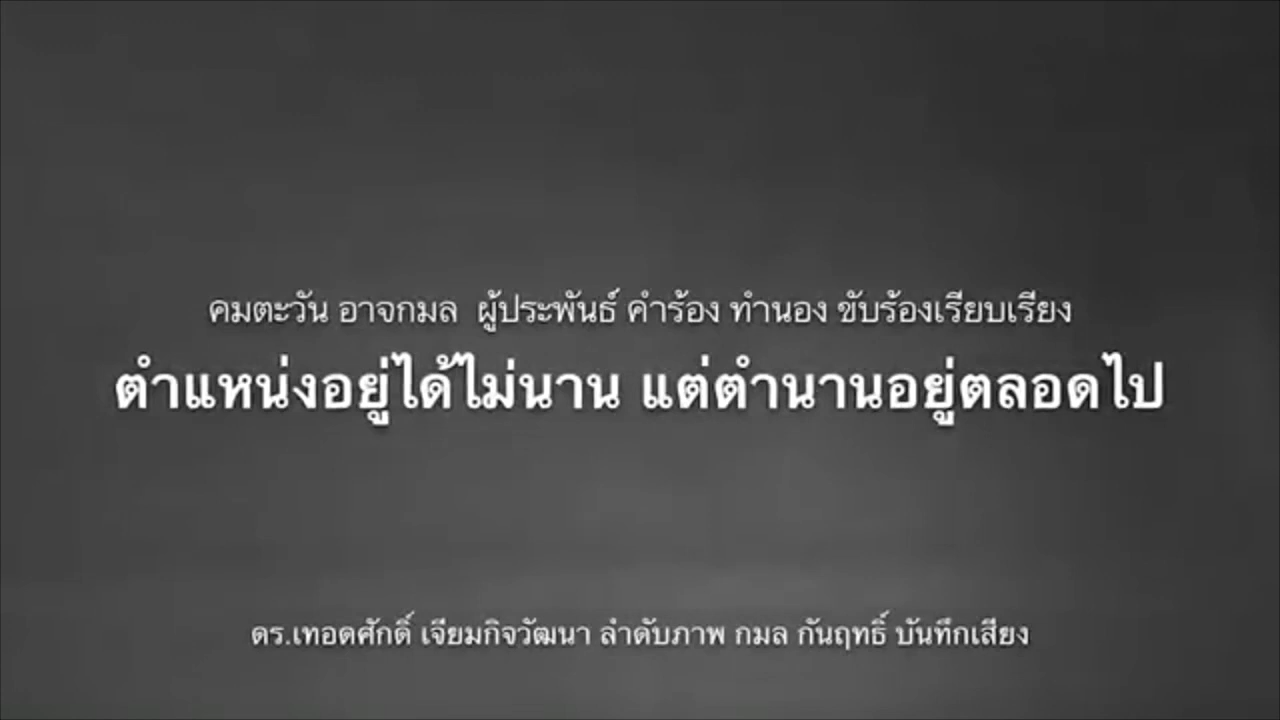 คมตะวัน อาจกมล  ผู้ประพันธ์ คำร้อง ทำนอง ขับร้องเรียบเรียง
ตำแหน่งอยู่ได้ไม่นาน แต่ตำนานอยู่ตลอดไป
ดร.เทอดศักดิ์ เจียมกิจวัฒนา ลำดับภาพ กมล กันฤทธิ์ บันทึกเสียง